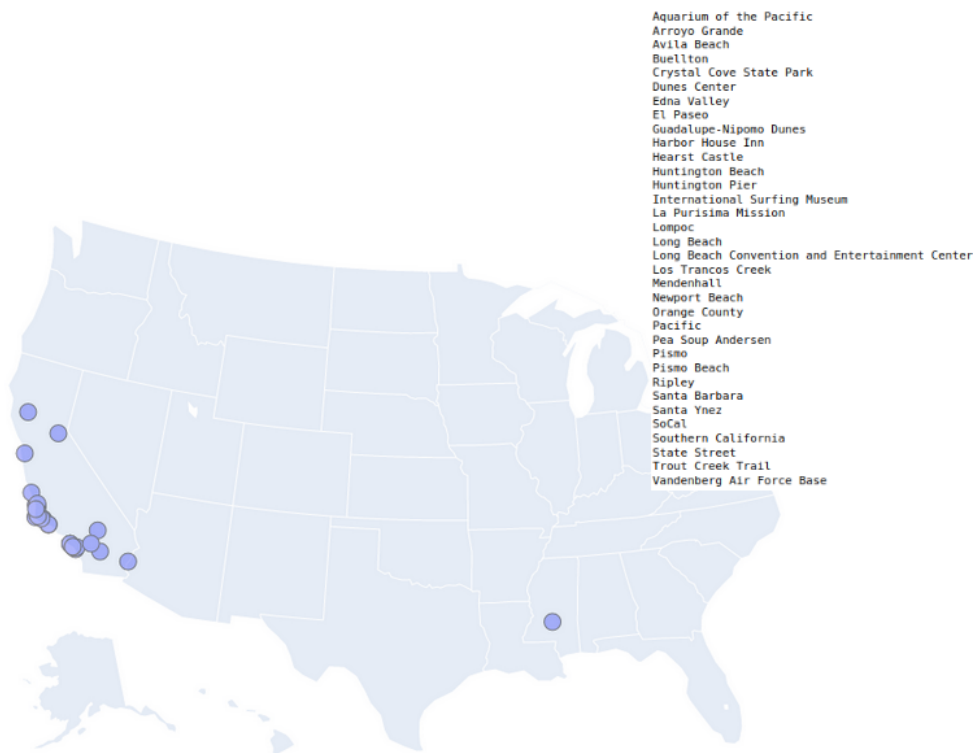 Aquarium of the Pacific
Arroyo Grande
Avila Beach
Buellton
Crystal Cove State Park
Dunes Center
Edna Valley
El Paseo
Guadalupe-Nipomo Dunes
Harbor House Inn
Hearst Castle
Huntington Beach
Huntington Pier
International Surfing Museum
La Purisima Mission
Lompoc
Long Beach
Long Beach Convention and Entertainment Center
Los Trancos Creek
Mendenhall
Newport Beach
Orange County
Pacific
Pea Soup Andersen
Pismo
Pismo Beach
Ripley
Santa Barbara
Santa Ynez
SoCal
Southern California
State Street
Trout Creek Trail
Vandenberg Air Force Base